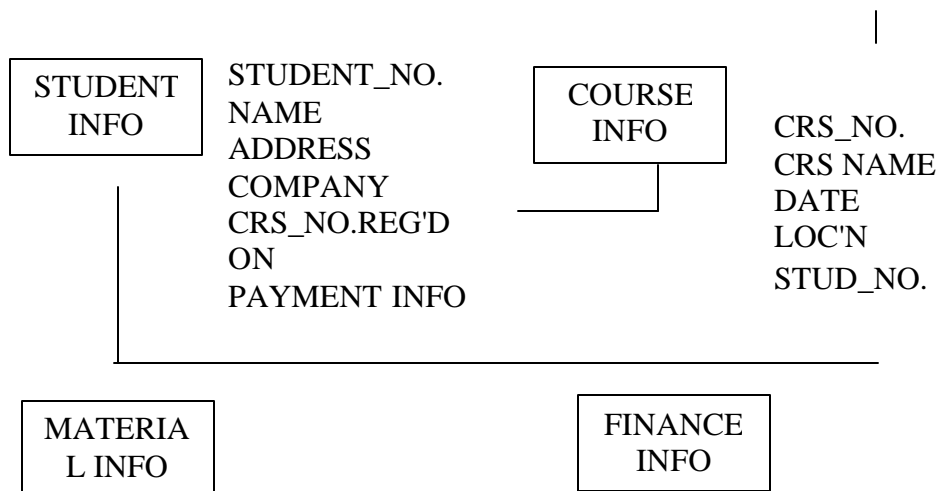 STUDENT
INFO
STUDENT_NO.
NAME
ADDRESS
COMPANY
CRS_NO.REG'D
ON
PAYMENT INFO
COURSE
INFO
CRS_NO.
CRS NAME
DATE
LOC'N
STUD_NO.
MATERIA
L INFO
FINANCE
INFO